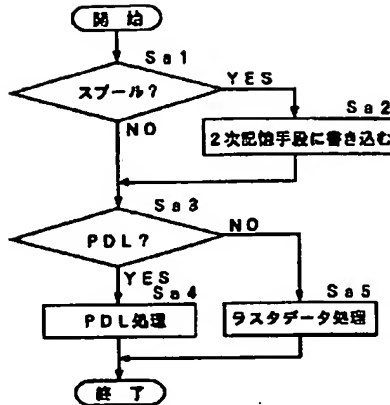 開始
Sa1
スプール?
YES
Sa2
NO
2次記憶手段に書き込む
Sa3
PDL?
NO
YES
Sa4
Sa5
PDL処理
ラスタデータ処理
終了